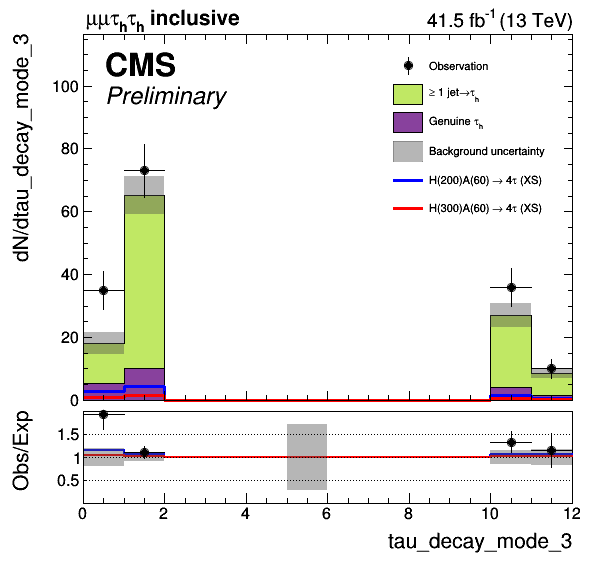 μμτhτh inclusive 41.5 fb-1 (13 TeV)
CMS
Preliminary
Observation
≥ 1 jet→τh
Genuine τh
Background uncertainty
H(200)A(60) → 4τ (XS)
H(300)A(60) → 4τ (XS)
dN/dtau_decay_mode_3
100
80
60
40
20
0
Obs/Exp
1.5
1
0.5
0 2 4 6 8 10 12
tau_decay_mode_3